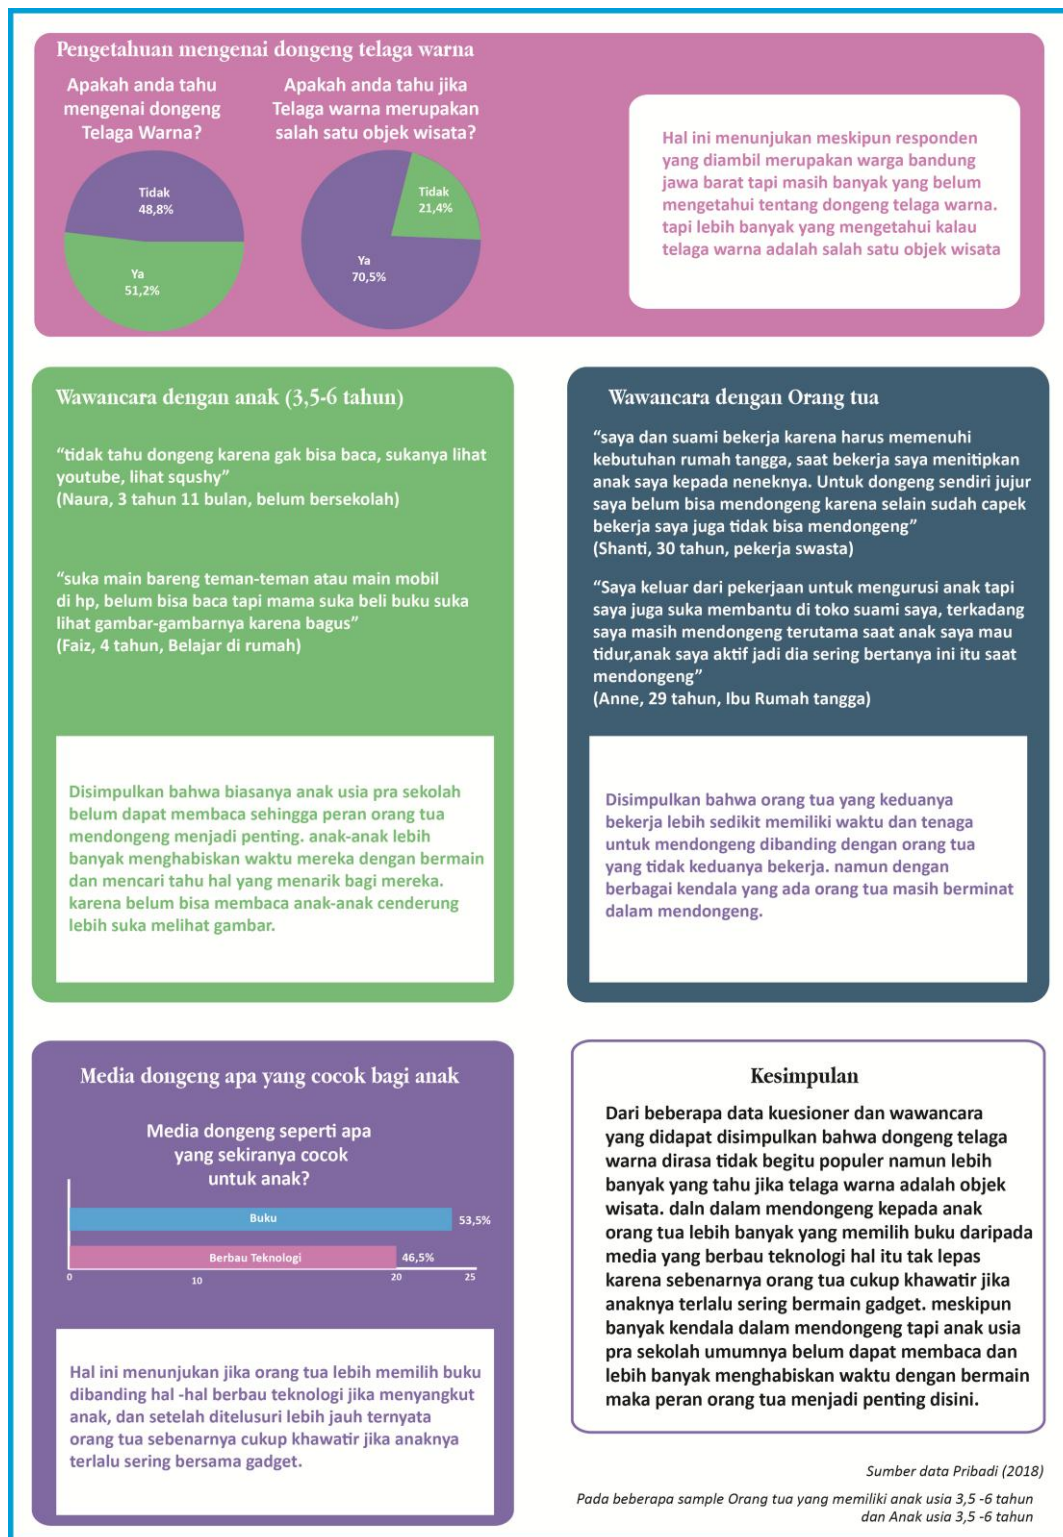 Pengetahuan mengenai dongeng telaga warna
Apakah anda tahu
mengenai dongeng
Telaga Warna?
Tidak
48,8%
Ya
51,2%
Apakah anda tahu jika
Telaga warna merupakan
salah satu objek wisata?
Tidak
21,4%
Ya
70,5%
Hal ini menunjukan meskipun responden
yang diambil merupakan warga bandung
jawa barat tapi masih banyak yang belum
mengetahui tentang dongeng telaga warna.
tapi lebih banyak yang mengetahui kalau
telaga warna adalah salah satu objek wisata
Wawancara dengan anak (3,5-6 tahun)
“tidak tahu dongeng karena gak bisa baca, sukanya lihat
youtube, lihat squshy”
(Naura, 3 tahun 11 bulan, belum bersekolah)
“suka main bareng teman-teman atau main mobil
di hp, belum bisa baca tapi mama suka beli buku suka
lihat gambar-gambarnya karena bagus”
(Faiz, 4 tahun, Belajar di rumah)
Disimpulkan bahwa biasanya anak usia pra sekolah
belum dapat membaca sehingga peran orang tua
mendongeng menjadi penting. anak-anak lebih
banyak menghabiskan waktu mereka dengan bermain
dan mencari tahu hal yang menarik bagi mereka.
karena belum bisa membaca anak-anak cenderung
lebih suka melihat gambar.
Wawancara dengan Orang tua
“saya dan suami bekerja karena harus memenuhi
kebutuhan rumah tangga, saat bekerja saya menitipkan
anak saya kepada neneknya. Untuk dongeng sendiri jujur
saya belum bisa mendongeng karena selain sudah capek
bekerja saya juga tidak bisa mendongeng”
(Shanti, 30 tahun, pekerja swasta)
“Saya keluar dari pekerjaan untuk mengurusi anak tapi
saya juga suka membantu di toko suami saya, terkadang
saya masih mendongeng terutama saat anak saya mau
tidur,anak saya aktif jadi dia sering bertanya ini itu saat
mendongeng”
(Anne, 29 tahun, Ibu Rumah tangga)
Disimpulkan bahwa orang tua yang keduanya
bekerja lebih sedikit memiliki waktu dan tenaga
untuk mendongeng dibanding dengan orang tua
yang tidak keduanya bekerja. namun dengan
berbagai kendala yang ada orang tua masih berminat
dalam mendongeng.
Media dongeng apa yang cocok bagi anak
Media dongeng seperti apa
yang sekiranya cocok
untuk anak?
Buku 53,5%
Berbau Teknologi 46,5%
0 10 20 25
Hal ini menunjukan jika orang tua lebih memilih buku
dibanding hal -hal berbau teknologi jika menyangkut
anak, dan setelah ditelusuri lebih jauh ternyata
orang tua sebenarnya cukup khawatir jika anaknya
terlalu sering bersama gadget.
Kesimpulan
Dari beberapa data kuesioner dan wawancara
yang didapat disimpulkan bahwa dongeng telaga
warna dirasa tidak begitu populer namun lebih
banyak yang tahu jika telaga warna adalah objek
wisata. daln dalam mendongeng kepada anak
orang tua lebih banyak yang memilih buku daripada
media yang berbau teknologi hal itu tak lepas
karena sebenarnya orang tua cukup khawatir jika
anaknya terlalu sering bermain gadget. meskipun
banyak kendala dalam mendongeng tapi anak usia
pra sekolah umumnya belum dapat membaca dan
lebih banyak menghabiskan waktu dengan bermain
maka peran orang tua menjadi penting disini.
Sumber data Pribadi (2018)
Pada beberapa sample Orang tua yang memiliki anak usia 3,5 -6 tahun
dan Anak usia 3,5 -6 tahun